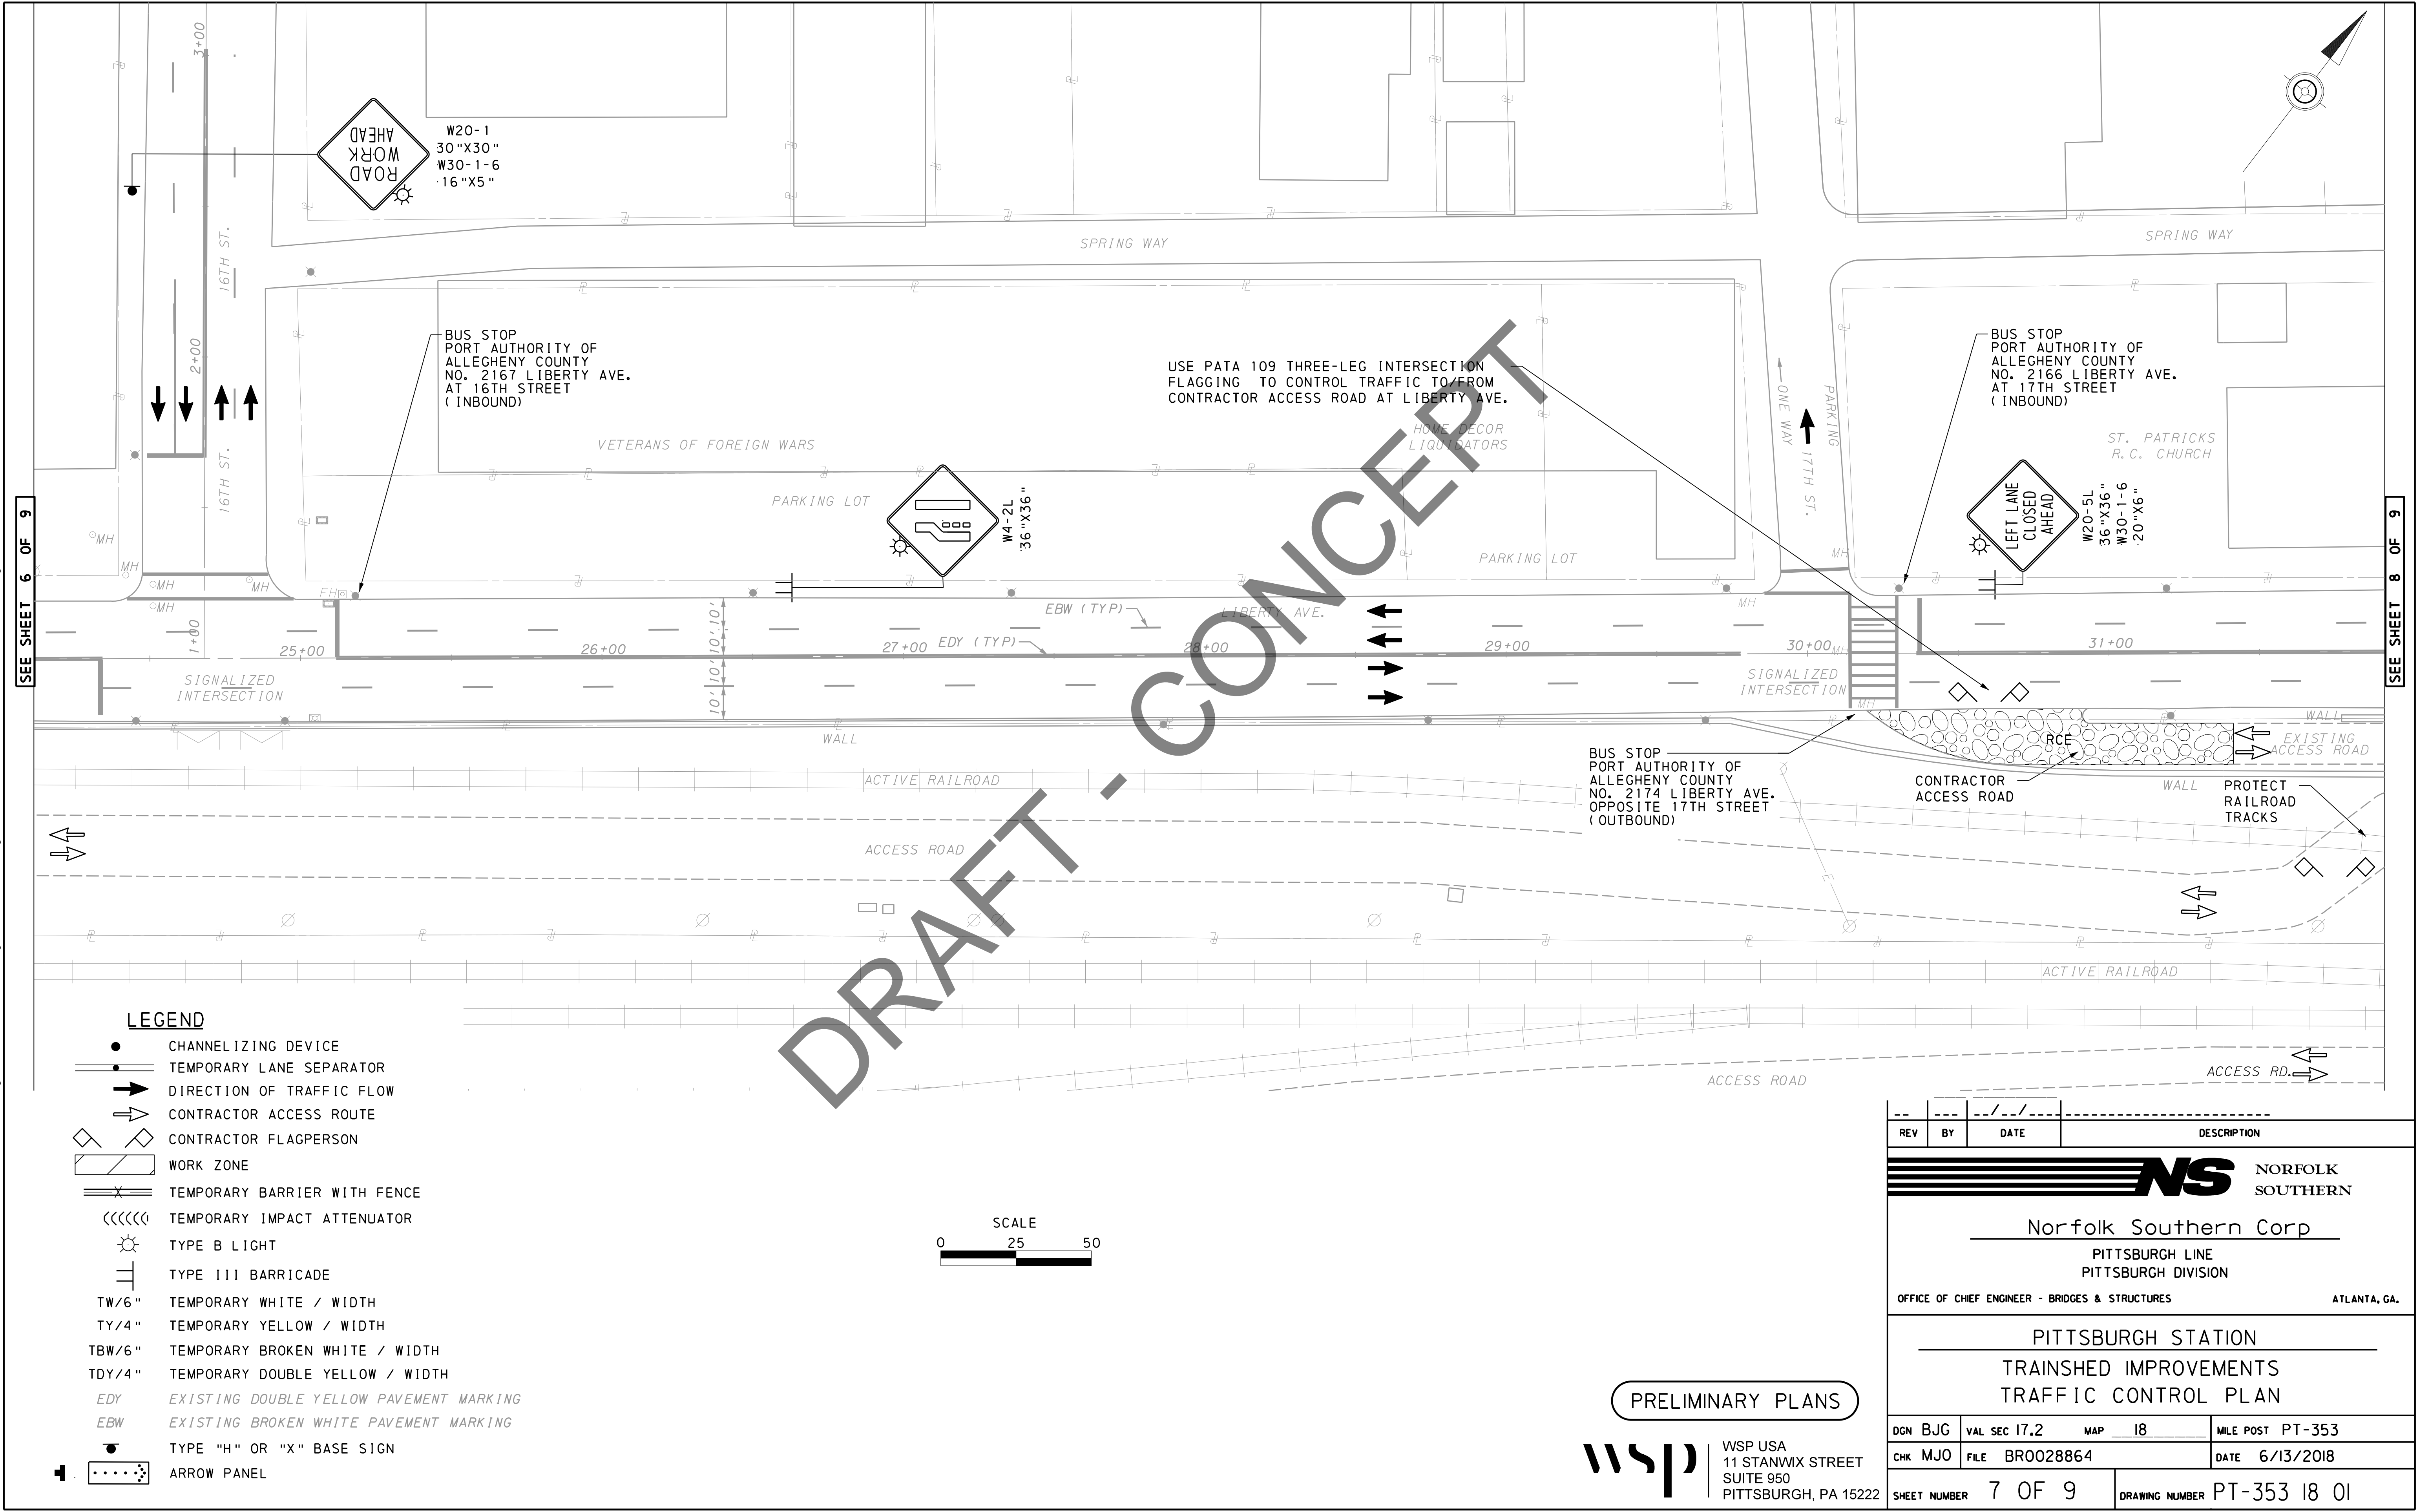 3+00
ROAD
WORK
AHEAD
W20-1
30"X30"
W30-1-6
16"X5"
16TH ST.
2+00
16TH ST.
1+00
SPRING WAY
SPRING WAY
BUS STOP
PORT AUTHORITY OF
ALLEGHENY COUNTY
NO. 2167 LIBERTY AVE.
AT 16TH STREET
(INBOUND)
USE PATA 109 THREE-LEG INTERSECTION
FLAGGING TO CONTROL TRAFFIC TO/FROM
CONTRACTOR ACCESS ROAD AT LIBERTY AVE.
BUS STOP
PORT AUTHORITY OF
ALLEGHENY COUNTY
NO. 2166 LIBERTY AVE.
AT 17TH STREET
(INBOUND)
ONE WAY
PARKING
17TH ST.
VETERANS OF FOREIGN WARS
HOME DECOR
LIQUIDATORS
ST. PATRICKS
R.C. CHURCH
PARKING LOT
PARKING LOT
W4-2L
36"X36"
LEFT LANE
CLOSED
AHEAD
W20-5L
36"X36"
W30-1-6
20"X6"
SEE SHEET 6 OF 9
SEE SHEET 8 OF 9
MH
MH
MH
MH
MH
FH
MH
MH
MH
MH
EBW (TYP)
LIBERTY AVE.
EDY (TYP)
25+00
26+00
27+00
28+00
29+00
30+00
31+00
10' 10' 10' 10'
SIGNALIZED
INTERSECTION
SIGNALIZED
INTERSECTION
WALL
WALL
WALL
RCE
EXISTING
ACCESS ROAD
BUS STOP
PORT AUTHORITY OF
ALLEGHENY COUNTY
NO. 2174 LIBERTY AVE.
OPPOSITE 17TH STREET
(OUTBOUND)
CONTRACTOR
ACCESS ROAD
PROTECT
RAILROAD
TRACKS
ACTIVE RAILROAD
ACCESS ROAD
E
ACTIVE RAILROAD
ACCESS ROAD
ACCESS RD.
DRAFT - CONCEPT
LEGEND
CHANNELIZING DEVICE
TEMPORARY LANE SEPARATOR
DIRECTION OF TRAFFIC FLOW
CONTRACTOR ACCESS ROUTE
CONTRACTOR FLAGPERSON
WORK ZONE
TEMPORARY BARRIER WITH FENCE
TEMPORARY IMPACT ATTENUATOR
TYPE B LIGHT
TYPE III BARRICADE
TW/6" TEMPORARY WHITE / WIDTH
TY/4" TEMPORARY YELLOW / WIDTH
TBW/6" TEMPORARY BROKEN WHITE / WIDTH
TDY/4" TEMPORARY DOUBLE YELLOW / WIDTH
EDY EXISTING DOUBLE YELLOW PAVEMENT MARKING
EBW EXISTING BROKEN WHITE PAVEMENT MARKING
TYPE "H" OR "X" BASE SIGN
ARROW PANEL
SCALE
0 25 50
PRELIMINARY PLANS
wsp
WSP USA
11 STANWIX STREET
SUITE 950
PITTSBURGH, PA 15222
REV BY DATE DESCRIPTION
NS
NORFOLK
SOUTHERN
Norfolk Southern Corp
PITTSBURGH LINE
PITTSBURGH DIVISION
OFFICE OF CHIEF ENGINEER - BRIDGES & STRUCTURES ATLANTA, GA.
PITTSBURGH STATION
TRAINSHED IMPROVEMENTS
TRAFFIC CONTROL PLAN
DGN BJG VAL SEC 17.2 MAP 18 MILE POST PT-353
CHK MJO FILE BR0028864 DATE 6/13/2018
SHEET NUMBER 7 OF 9 DRAWING NUMBER PT-353 18 01